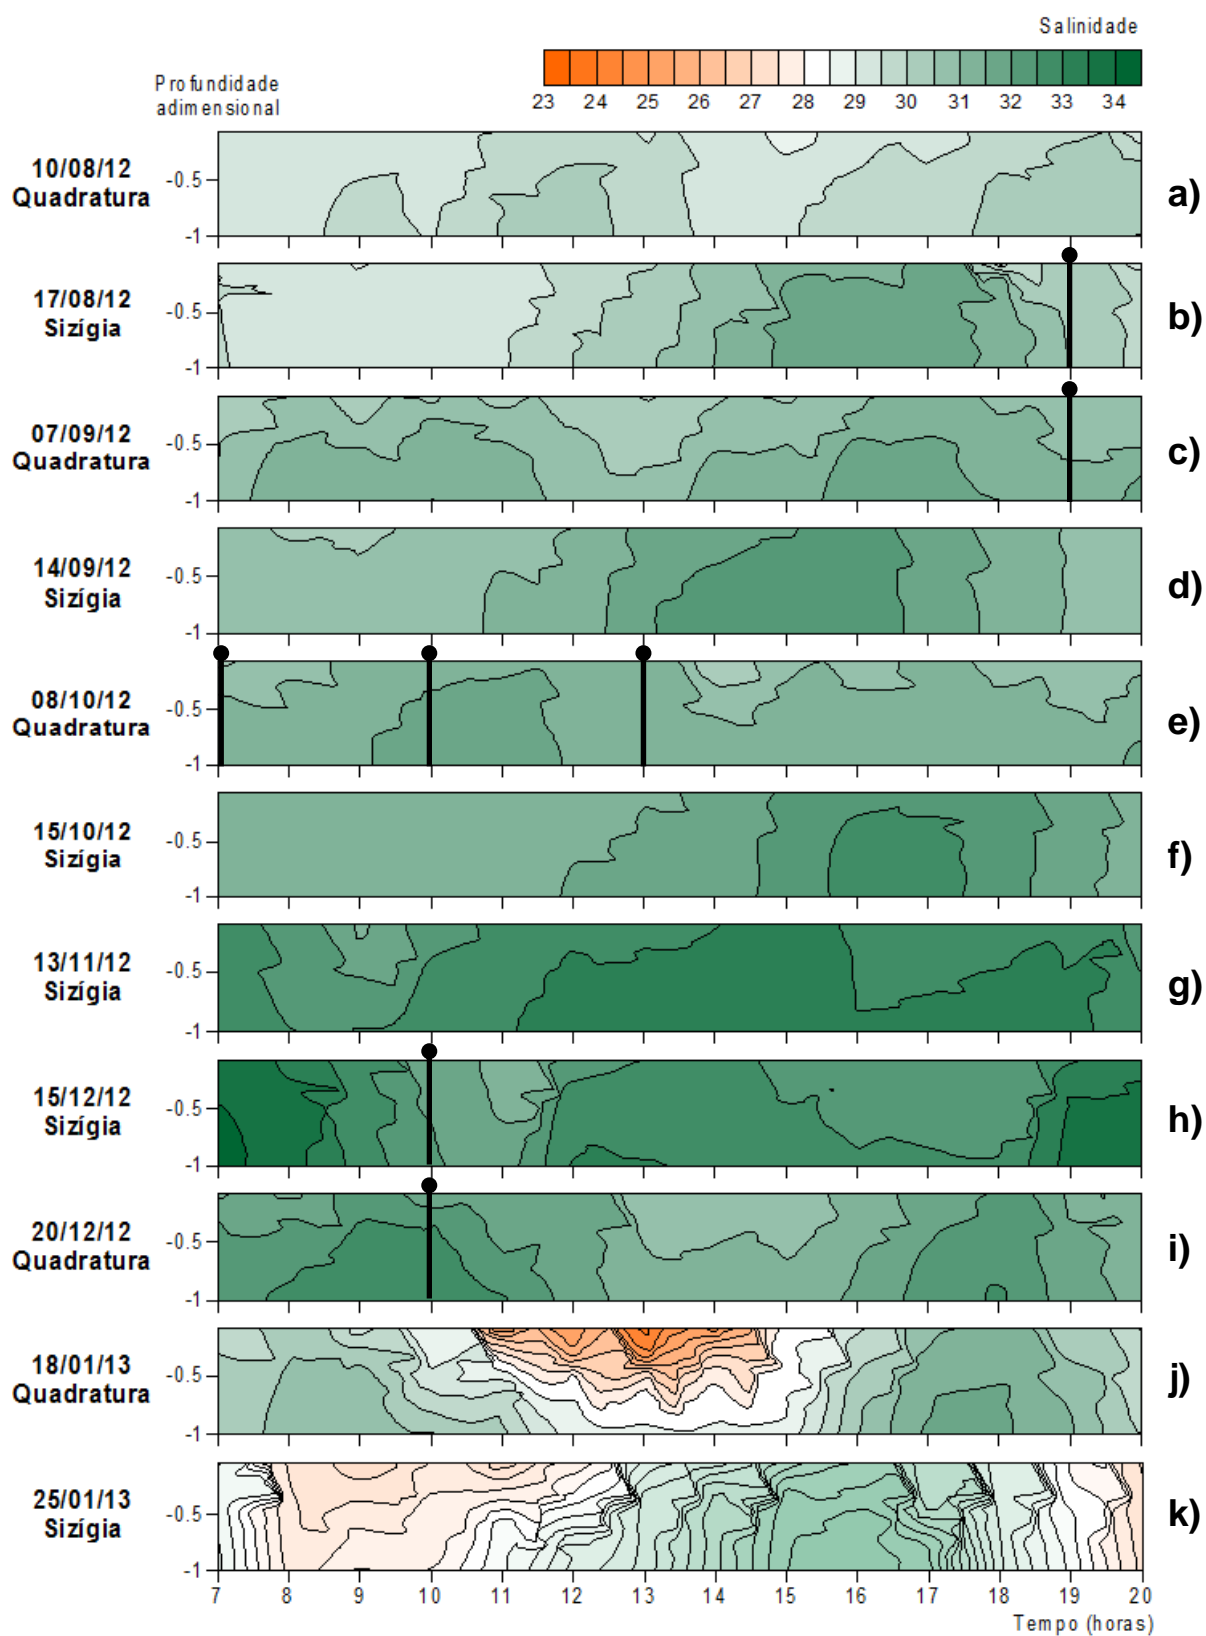 Salinidade
23 24 25 26 27 28 29 30 31 32 33 34
Profundidade
adimensional
10/08/12
Quadratura
-0.5
-1
a)
17/08/12
Sizígia
-0.5
-1
b)
07/09/12
Quadratura
-0.5
-1
c)
14/09/12
Sizígia
-0.5
-1
d)
08/10/12
Quadratura
-0.5
-1
e)
15/10/12
Sizígia
-0.5
-1
f)
13/11/12
Sizígia
-0.5
-1
g)
15/12/12
Sizígia
-0.5
-1
h)
20/12/12
Quadratura
-0.5
-1
i)
18/01/13
Quadratura
-0.5
-1
j)
25/01/13
Sizígia
-0.5
-1
k)
7 8 9 10 11 12 13 14 15 16 17 18 19 20
Tempo (horas)